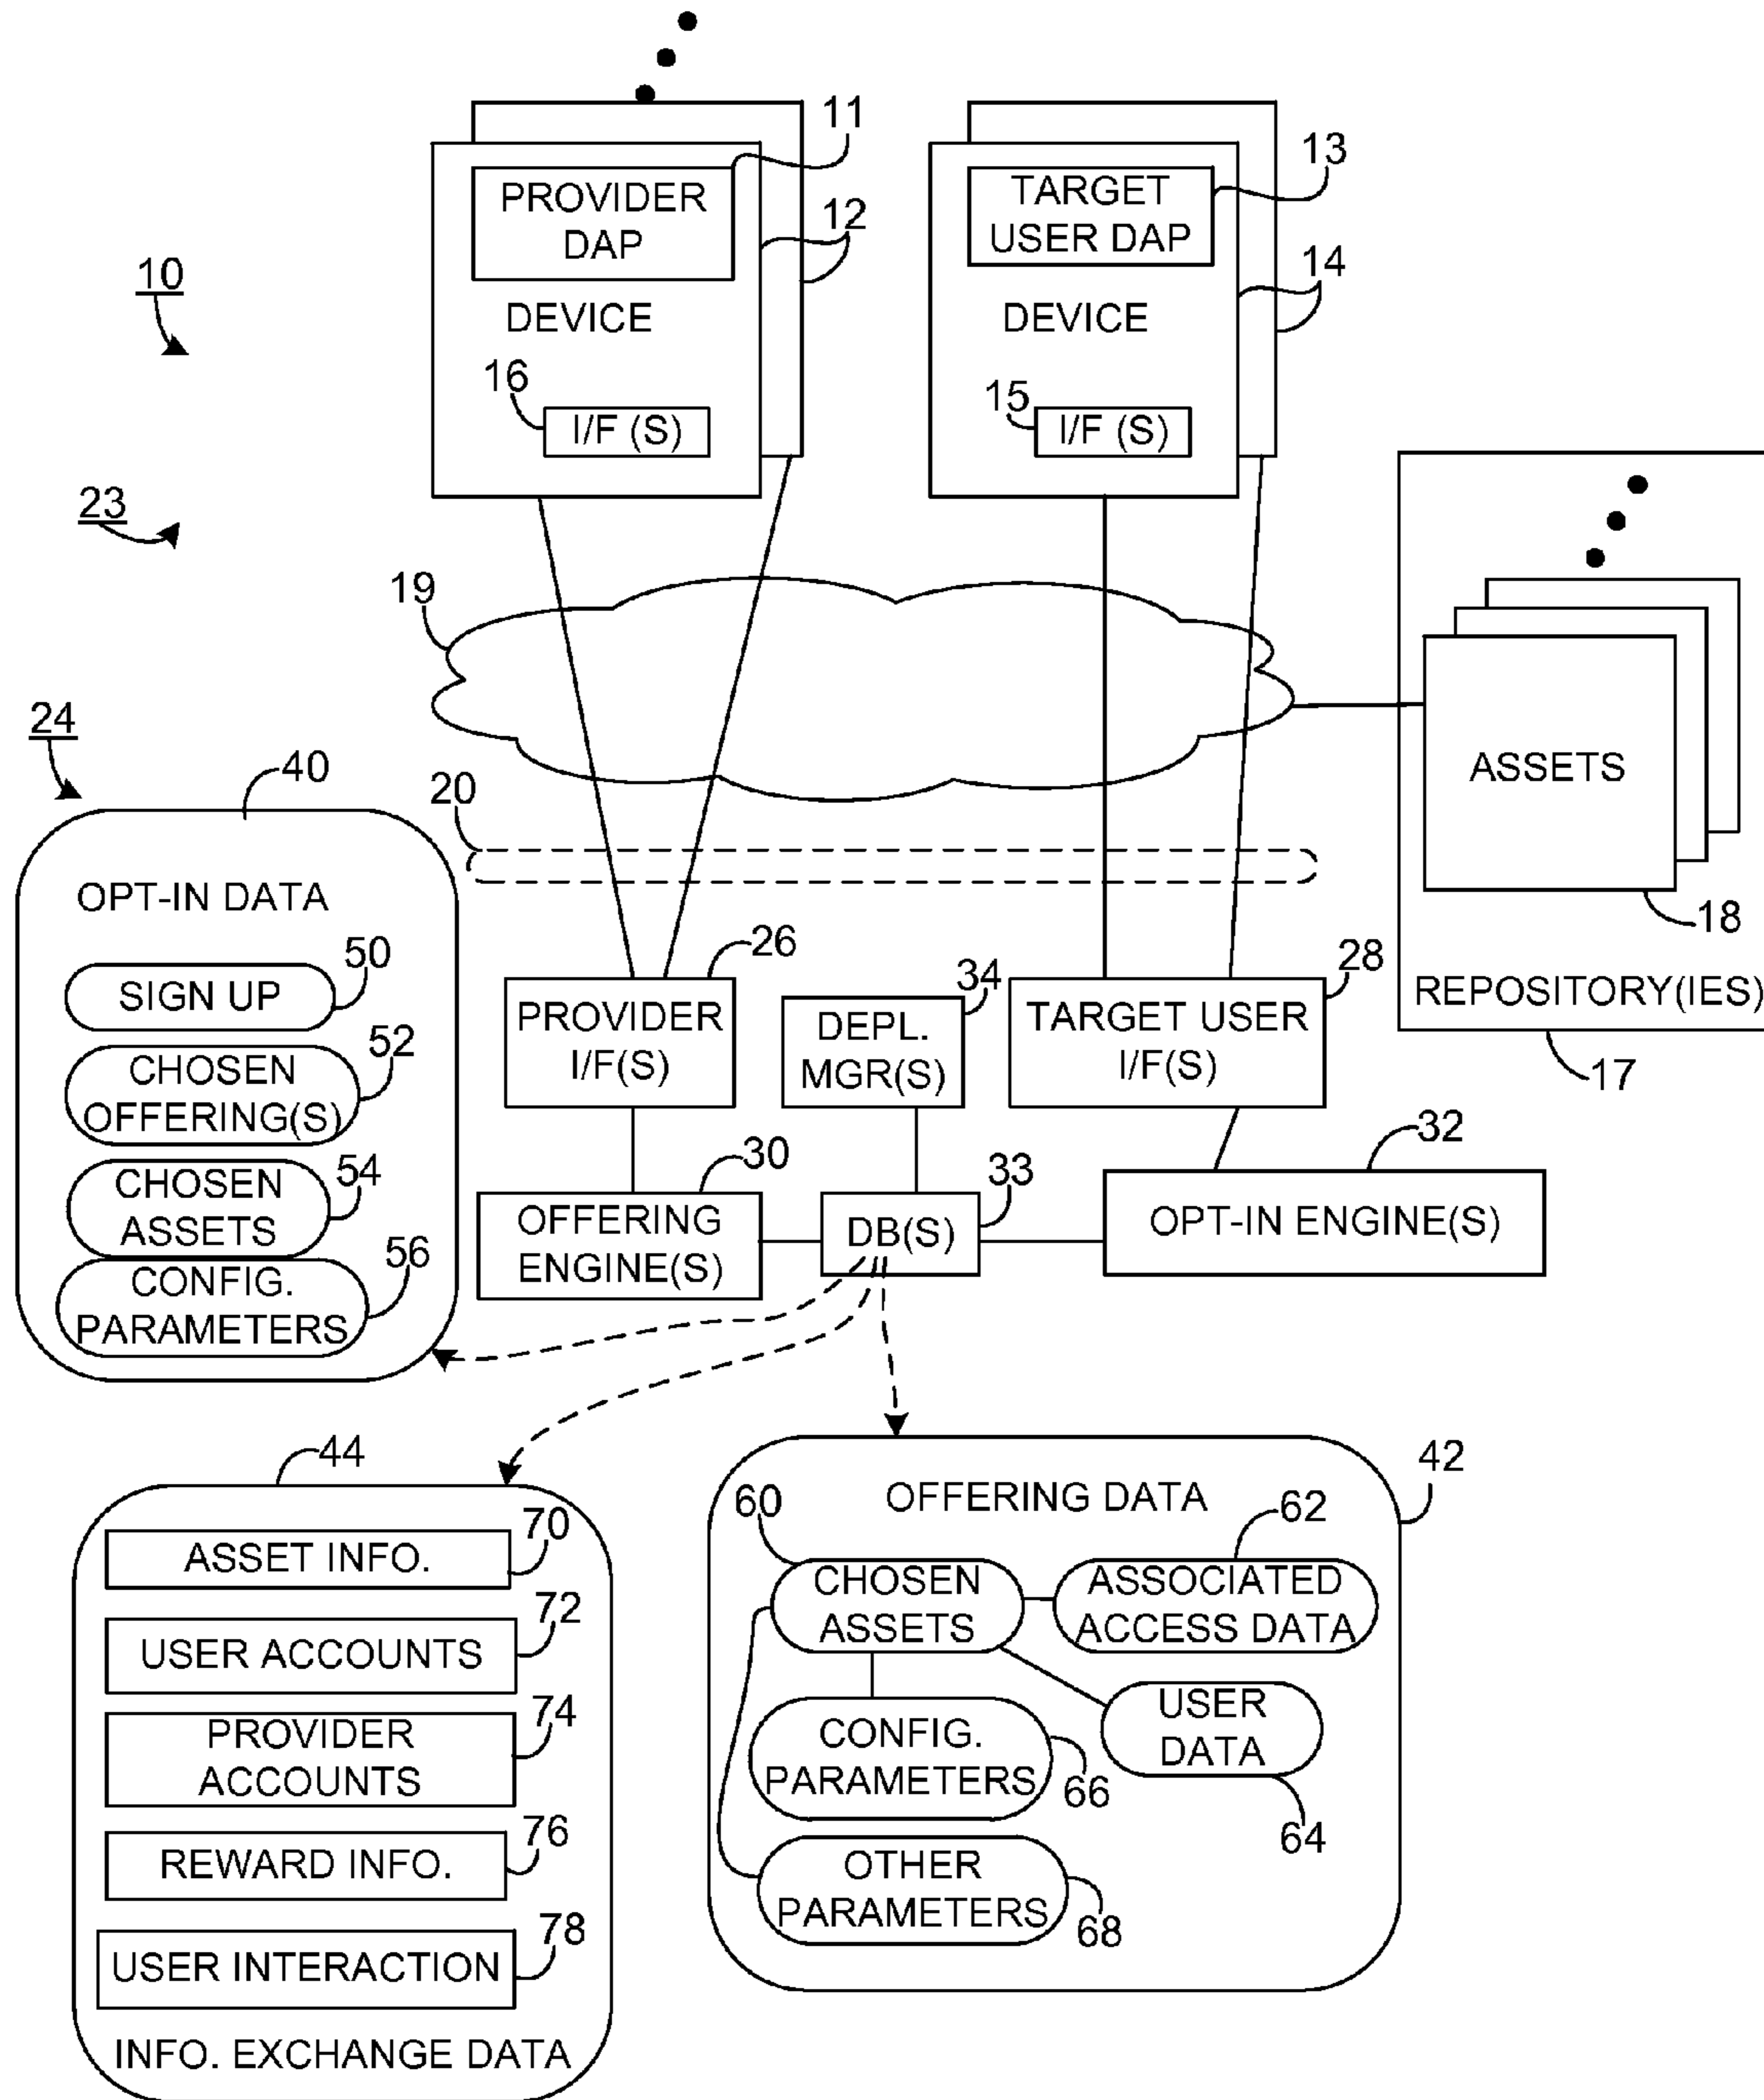 11
PROVIDER
DAP
12
DEVICE
16
I/F (S)
13
TARGET
USER DAP
14
DEVICE
15
I/F (S)
10
23
19
24
20
ASSETS
18
REPOSITORY(IES)
17
40
OPT-IN DATA
50
SIGN UP
52
CHOSEN
OFFERING(S)
54
CHOSEN
ASSETS
56
CONFIG.
PARAMETERS
26
PROVIDER
I/F(S)
34
DEPL.
MGR(S)
28
TARGET USER
I/F(S)
30
OFFERING
ENGINE(S)
33
DB(S)
32
OPT-IN ENGINE(S)
44
70
ASSET INFO.
72
USER ACCOUNTS
74
PROVIDER
ACCOUNTS
76
REWARD INFO.
78
USER INTERACTION
INFO. EXCHANGE DATA
42
OFFERING DATA
60
CHOSEN
ASSETS
62
ASSOCIATED
ACCESS DATA
USER
DATA
64
CONFIG.
PARAMETERS
66
OTHER
PARAMETERS
68